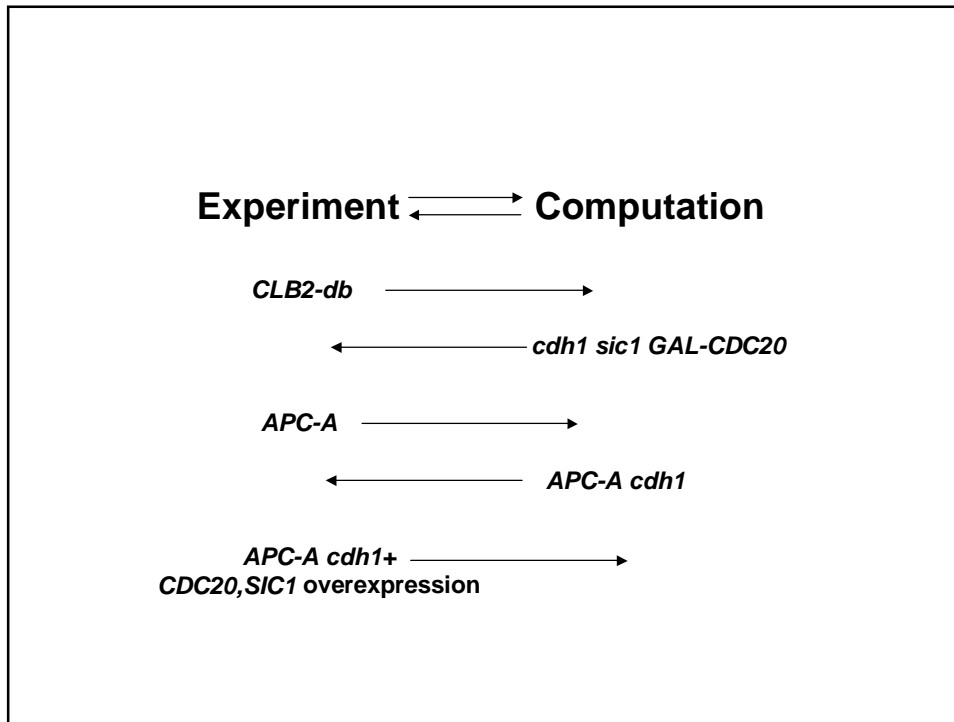 Experiment Computation
CLB2-db
cdh1 sic1 GAL-CDC20
APC-A
APC-A cdh1
APC-A cdh1+
CDC20,SIC1 overexpression